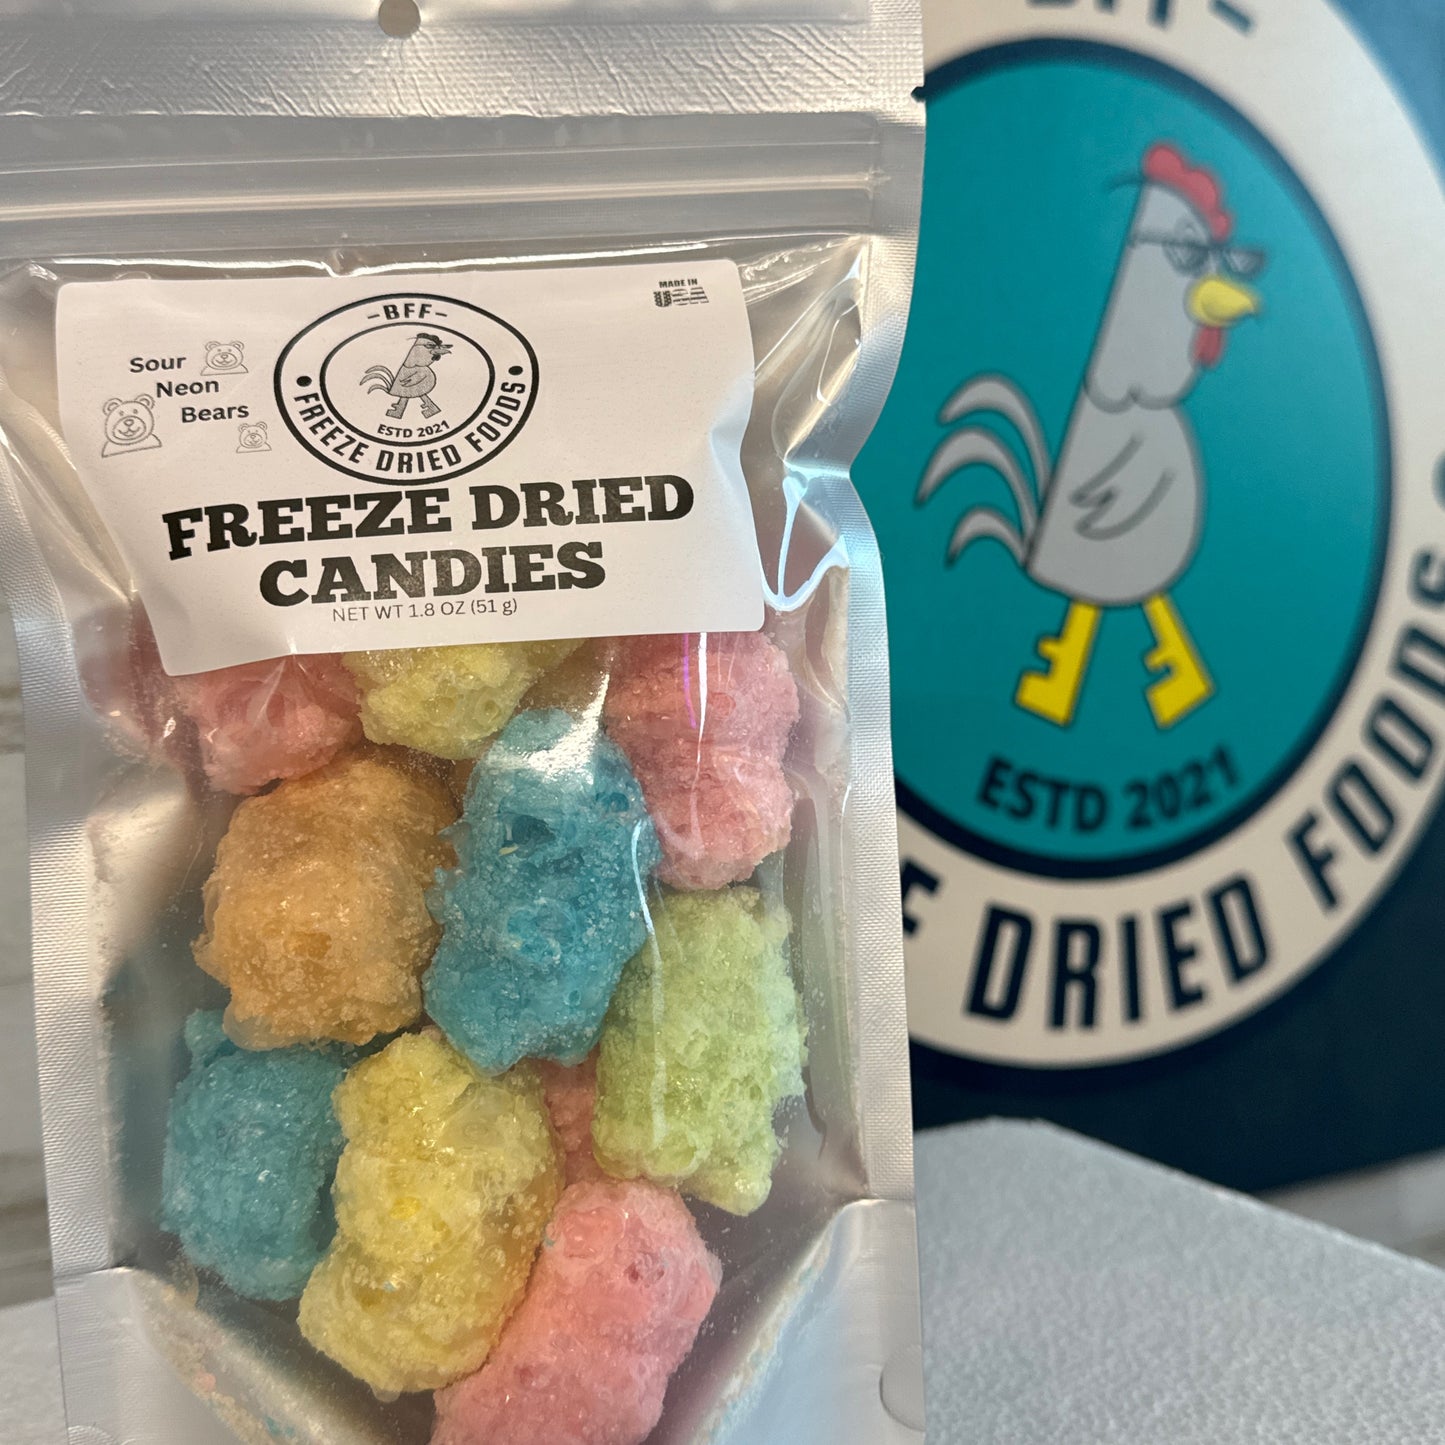 MADE IN
USA
Sour
Neon
Bears
-BFF-
ESTD 2021
FREEZE DRIED FOODS
FREEZE DRIED
CANDIES
NET WT 1.8 OZ (51 g)
-BFF-
ESTD 2021
DRIED FOODS